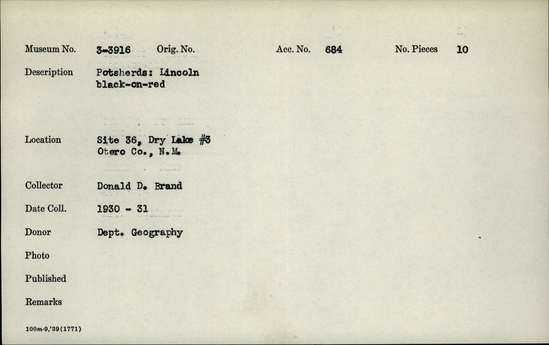 Museum No. 3-3916 Orig. No. Acc. No. 684 No. Pieces 10
Description Potsherds: Lincoln
black-on-red
Location Site 36, Dry Lake #3
Otero Co., N.M.
Collector Donald D. Brand
Date Coll. 1930 - 31
Donor Dept. Geography
Photo
Published
Remarks
100m-9,'39(1771)